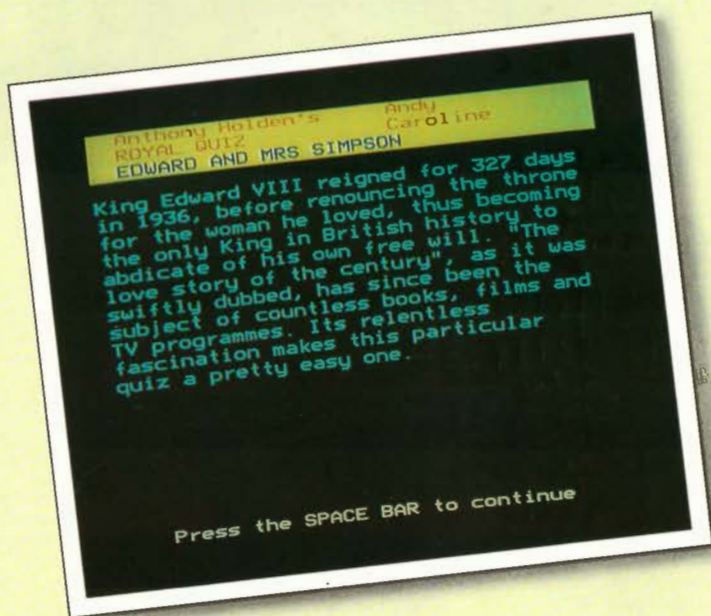 Anthony Holden's Andy
ROYAL QUIZ Caroline
EDWARD AND MRS SIMPSON
King Edward VIII reigned for 327 days
in 1936, before renouncing the throne
for the woman he loved, thus becoming
the only King in British history to
abdicate of his own free will. "The
love story of the century", as it was
swiftly dubbed, has since been the
subject of countless books, films and
TV programmes. Its relentless
fascination makes this particular
quiz a pretty easy one.
Press the SPACE BAR to continue